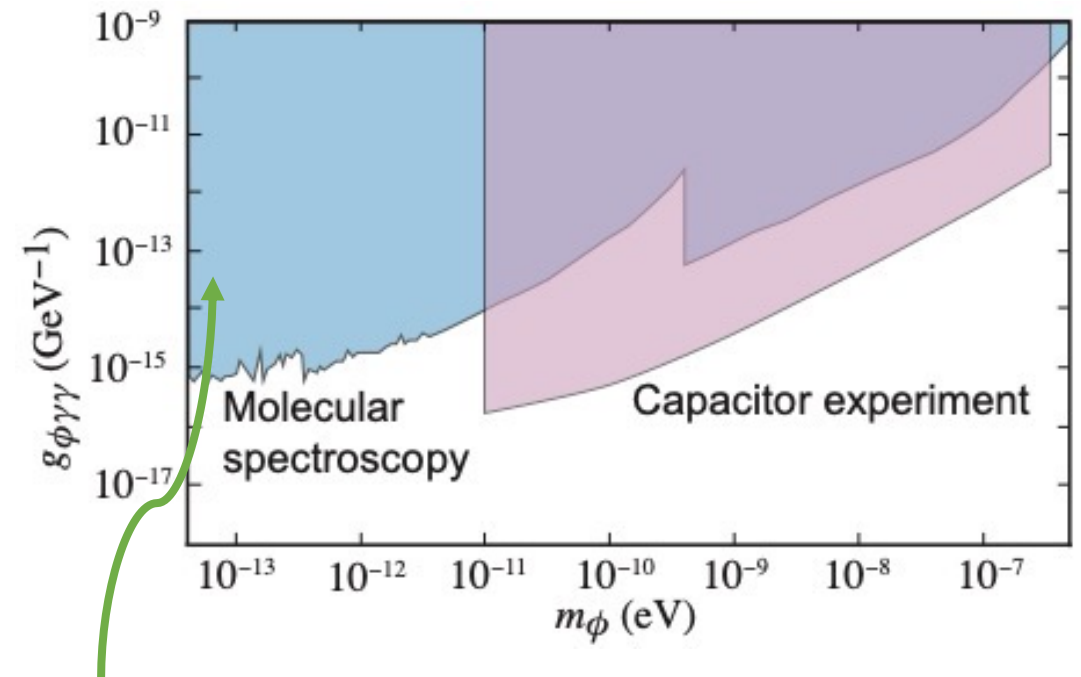 10⁻⁹
10⁻¹¹
10⁻¹³
10⁻¹⁵
10⁻¹⁷
g_ϕγγ (GeV⁻¹)
Molecular
spectroscopy
Capacitor experiment
10⁻¹³ 10⁻¹² 10⁻¹¹ 10⁻¹⁰ 10⁻⁹ 10⁻⁸ 10⁻⁷
m_ϕ (eV)